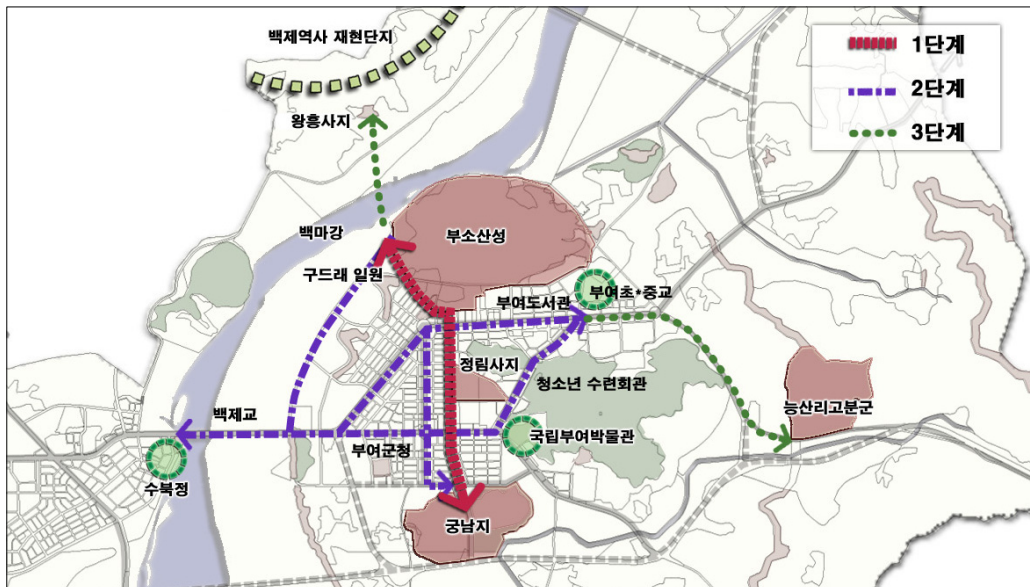 백제역사 재현단지
1단계
2단계
3단계
왕흥사지
백마강
부소산성
구드래 일원
부여초*중교
부여도서관
정림사지
청소년 수련회관
능산리고분군
백제교
국립부여박물관
부여군청
수북정
궁남지